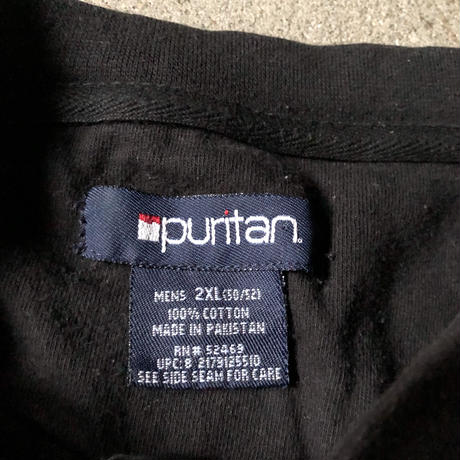 puritan
MENS 2XL (50/52)
100% COTTON
MADE IN PAKISTAN
RN# 52469
UPC: 8 2179125510
SEE SIDE SEAM FOR CARE